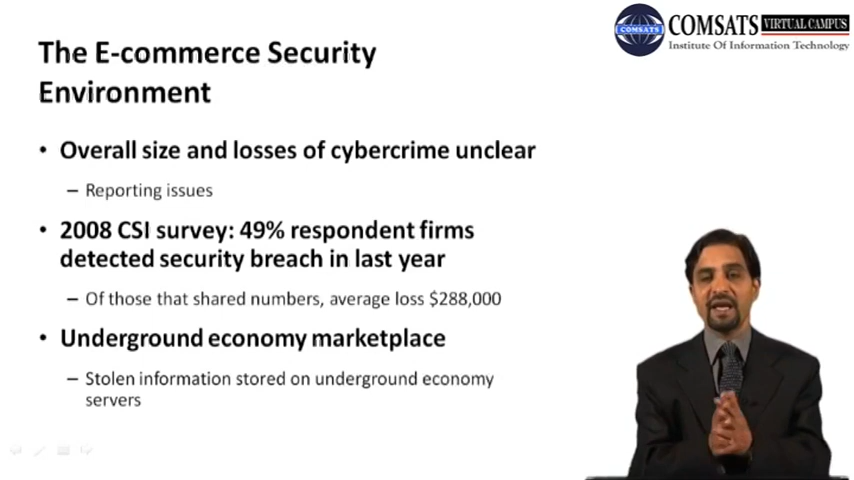 COMSATS VIRTUAL CAMPUS
COMSATS
Institute Of Information Technology
The E-commerce Security
Environment
• Overall size and losses of cybercrime unclear
– Reporting issues
• 2008 CSI survey: 49% respondent firms
detected security breach in last year
– Of those that shared numbers, average loss $288,000
• Underground economy marketplace
– Stolen information stored on underground economy
servers